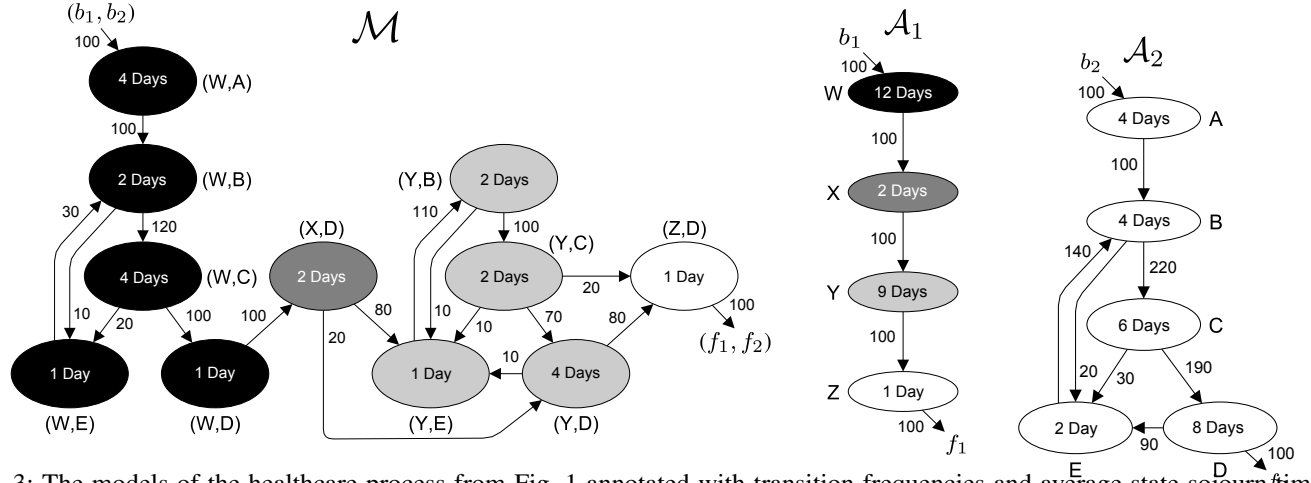 (b₁, b₂)
100
4 Days
(W,A)
100
2 Days
(W,B)
30
120
4 Days
(W,C)
10
20
100
1 Day
(W,E)
1 Day
(W,D)
100
(X,D)
2 Days
80
20
M
(Y,B)
2 Days
110
100
(Y,C)
2 Days
20
10
10
70
1 Day
(Y,E)
10
4 Days
(Y,D)
80
(Z,D)
1 Day
100
(f₁, f₂)
A₁
b₁
100
W
12 Days
100
X
2 Days
100
Y
9 Days
100
Z
1 Day
100
f₁
A₂
b₂
100
4 Days
A
100
4 Days
B
140
220
6 Days
C
20
30
190
2 Day
E
90
8 Days
D
100
3: The models of the healthcare process from Fig. 1 annotated with transition frequencies and average state sojourn